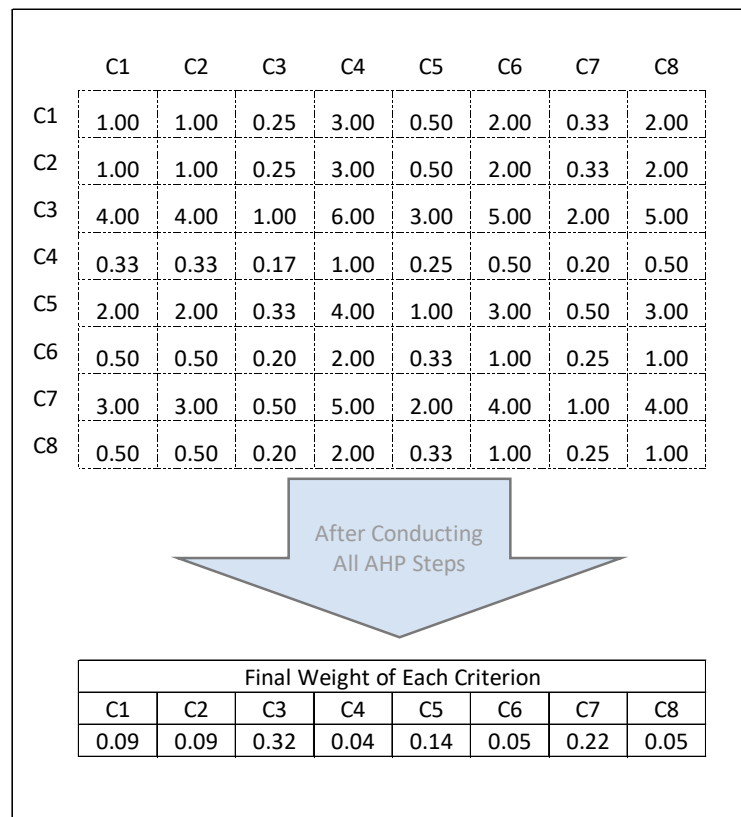 C1 C2 C3 C4 C5 C6 C7 C8
C1 1.00 1.00 0.25 3.00 0.50 2.00 0.33 2.00
C2 1.00 1.00 0.25 3.00 0.50 2.00 0.33 2.00
C3 4.00 4.00 1.00 6.00 3.00 5.00 2.00 5.00
C4 0.33 0.33 0.17 1.00 0.25 0.50 0.20 0.50
C5 2.00 2.00 0.33 4.00 1.00 3.00 0.50 3.00
C6 0.50 0.50 0.20 2.00 0.33 1.00 0.25 1.00
C7 3.00 3.00 0.50 5.00 2.00 4.00 1.00 4.00
C8 0.50 0.50 0.20 2.00 0.33 1.00 0.25 1.00
After Conducting
All AHP Steps
Final Weight of Each Criterion
C1 C2 C3 C4 C5 C6 C7 C8
0.09 0.09 0.32 0.04 0.14 0.05 0.22 0.05